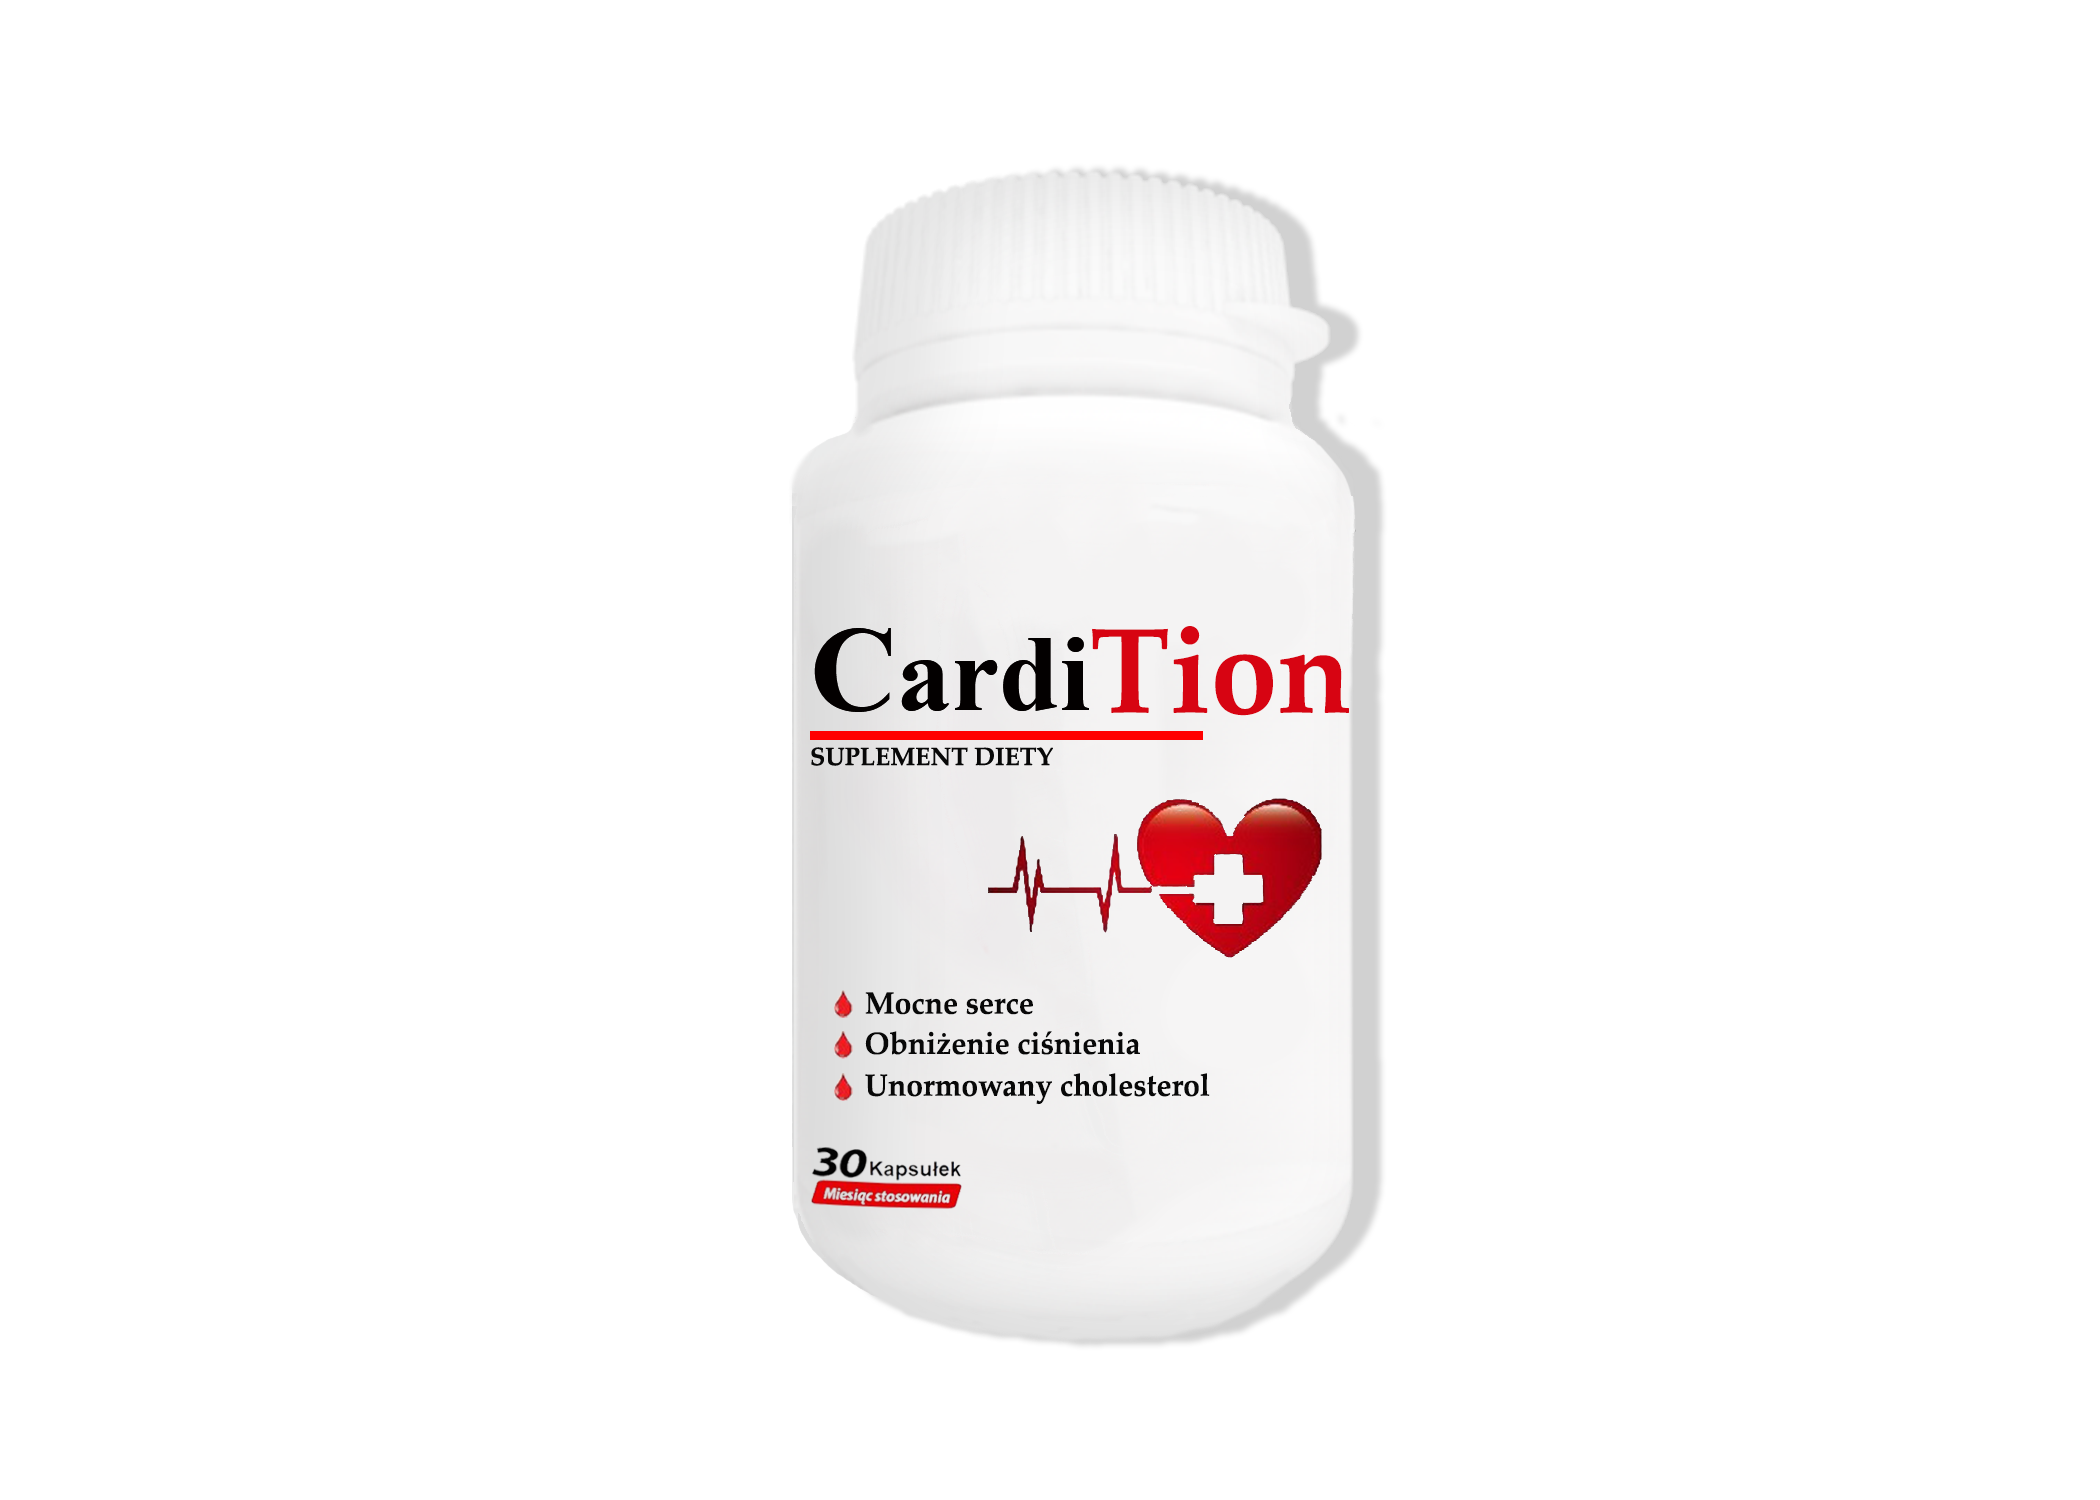 CardiTion
SUPLEMENT DIETY
Mocne serce
Obniżenie ciśnienia
Unormowany cholesterol
30 Kapsułek
Miesiąc stosowania